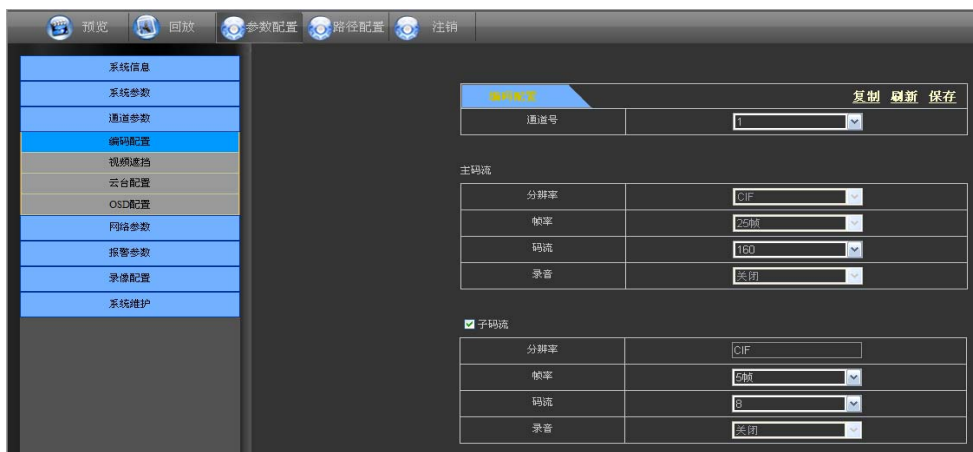 预览 回放 参数配置 路径配置 注销
系统信息
系统参数
通道参数
编码配置
视频遮挡
云台配置
OSD配置
网络参数
报警参数
录像配置
系统维护
编码配置 复制 刷新 保存
通道号 1
主码流
分辨率 CIF
帧率 25帧
码流 160
录音 关闭
子码流
分辨率 CIF
帧率 5帧
码流 8
录音 关闭